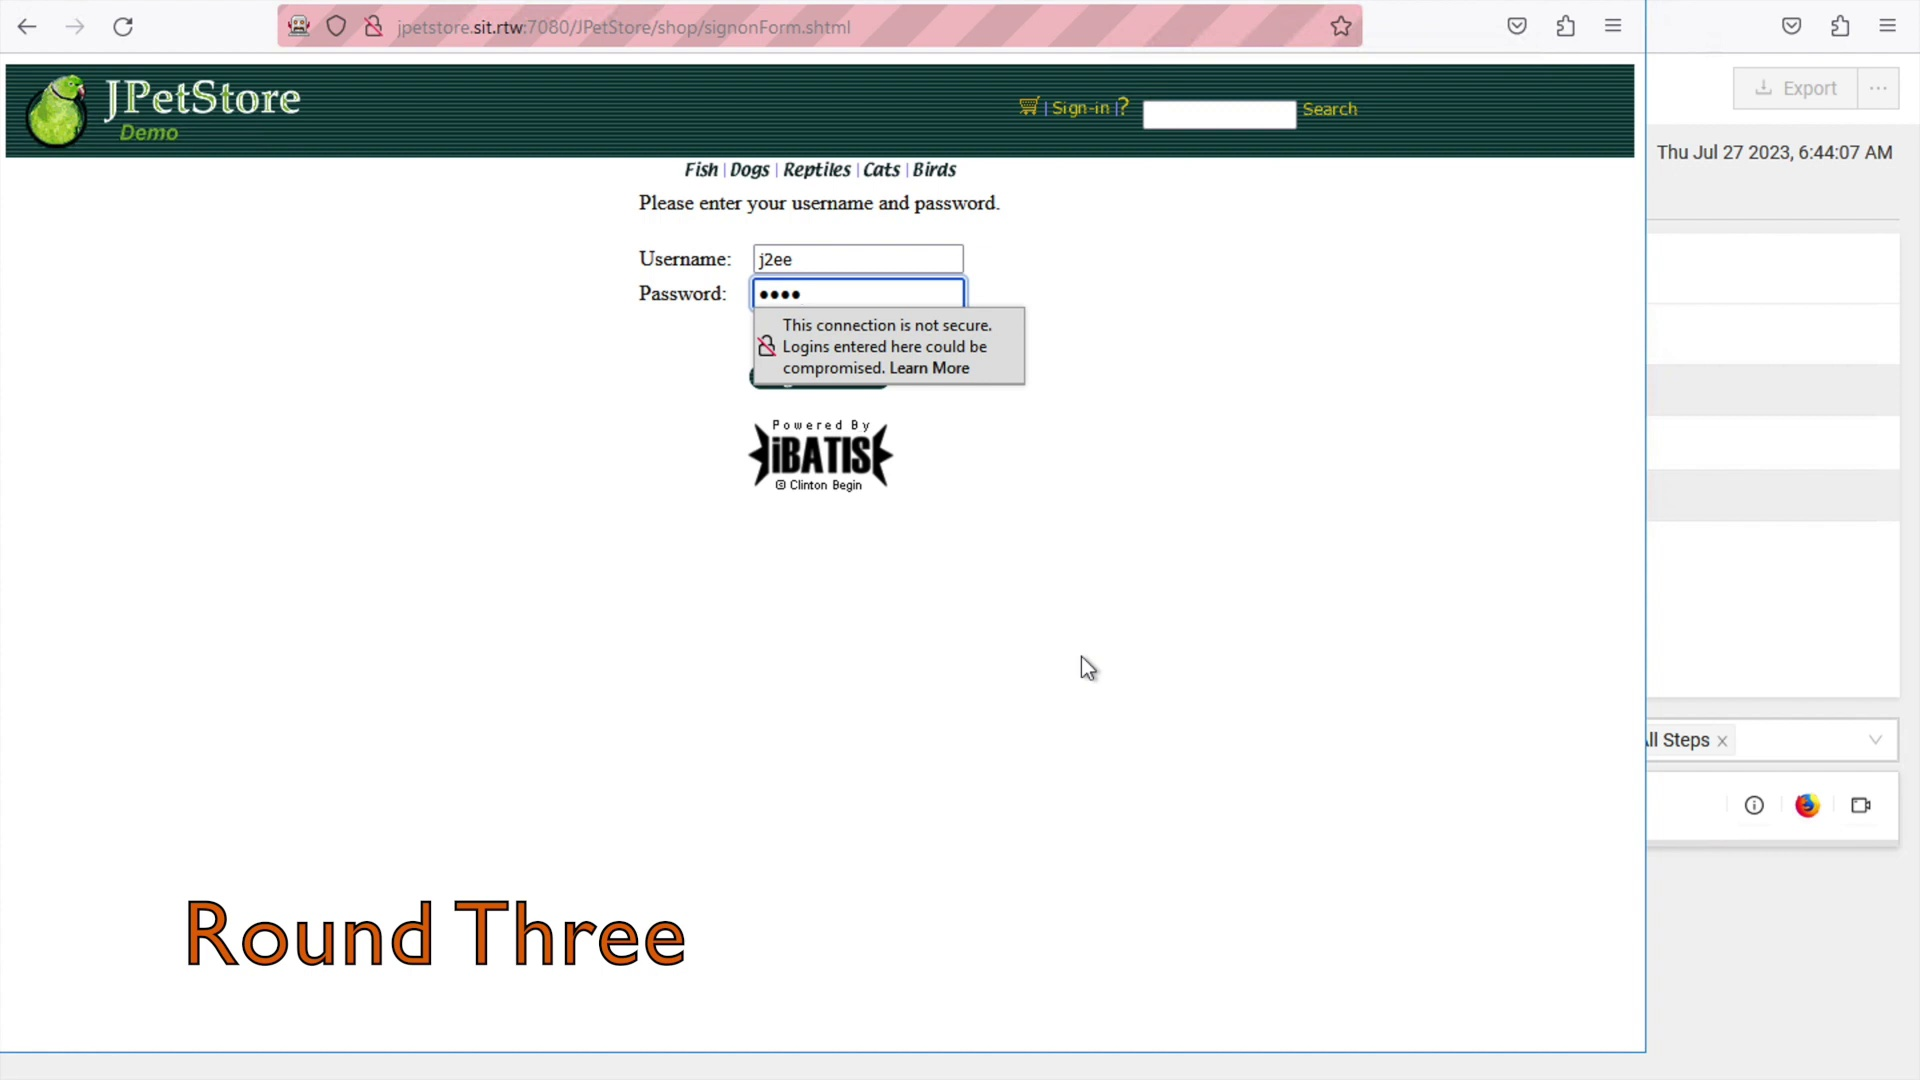 jpetstore.sit.rtw:7080/JPetStore/shop/signonForm.shtml
Export
JPetStore
Demo
| Sign-in | ?
Search
Thu Jul 27 2023, 6:44:07 AM
Fish | Dogs | Reptiles | Cats | Birds
Please enter your username and password.
Username: j2ee
Password: ••••
This connection is not secure.
Logins entered here could be
compromised. Learn More
Powered By
iBATIS
© Clinton Begin
All Steps
Round Three